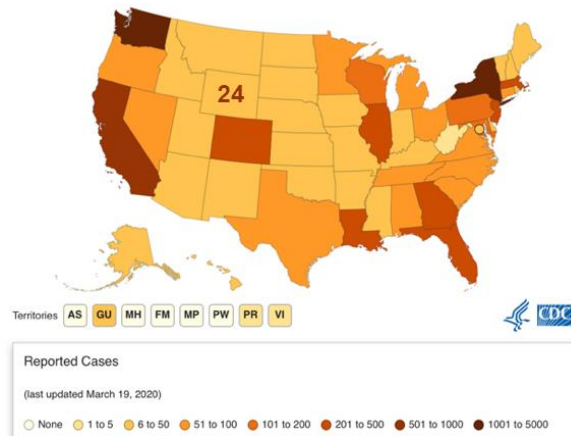 24
Territories AS GU MH FM MP PW PR VI
CDC
Reported Cases
(last updated March 19, 2020)
None 1 to 5 6 to 50 51 to 100 101 to 200 201 to 500 501 to 1000 1001 to 5000